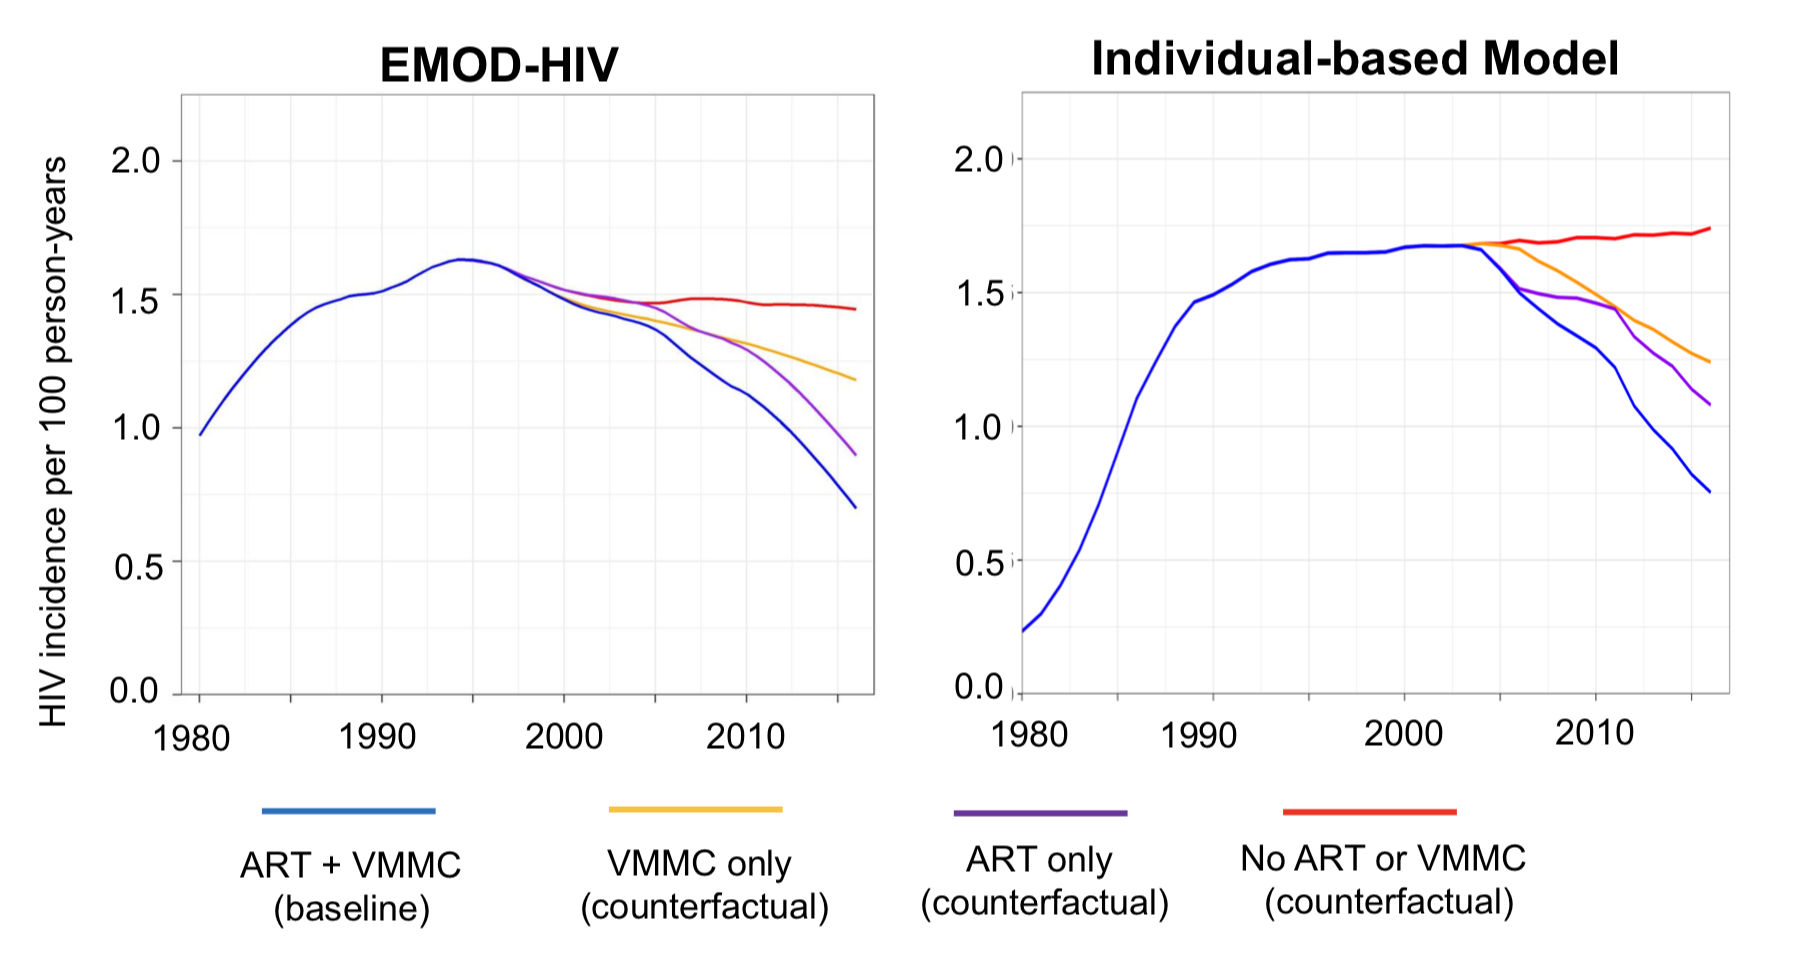 EMOD-HIV
Individual-based Model
HIV incidence per 100 person-years
2.0
1.5
1.0
0.5
0.0
1980
1990
2000
2010
2.0
1.5
1.0
0.5
0.0
1980
1990
2000
2010
ART + VMMC
(baseline)
VMMC only
(counterfactual)
ART only
(counterfactual)
No ART or VMMC
(counterfactual)